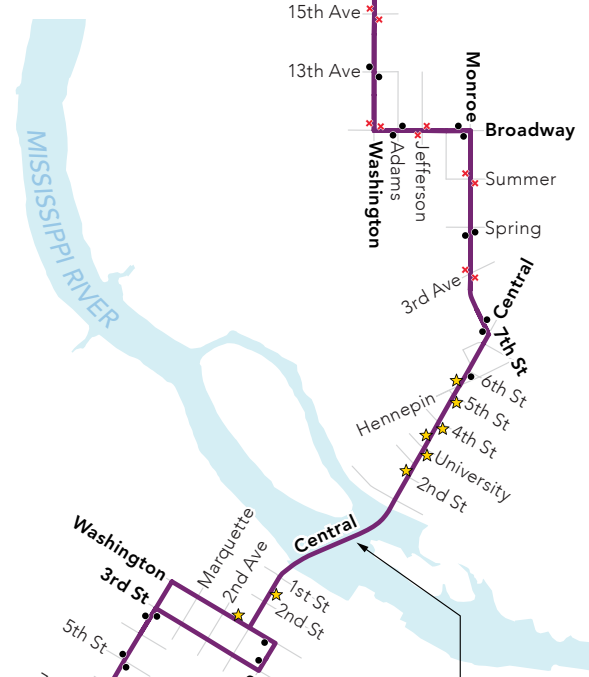 15th Ave
13th Ave
Monroe
Broadway
Washington
Adams
Jefferson
Summer
Spring
3rd Ave
Central
7th St
MISSISSIPPI RIVER
6th St
Hennepin
5th St
4th St
University
2nd St
Central
Washington
3rd St
Marquette
2nd Ave
1st St
2nd St
5th St